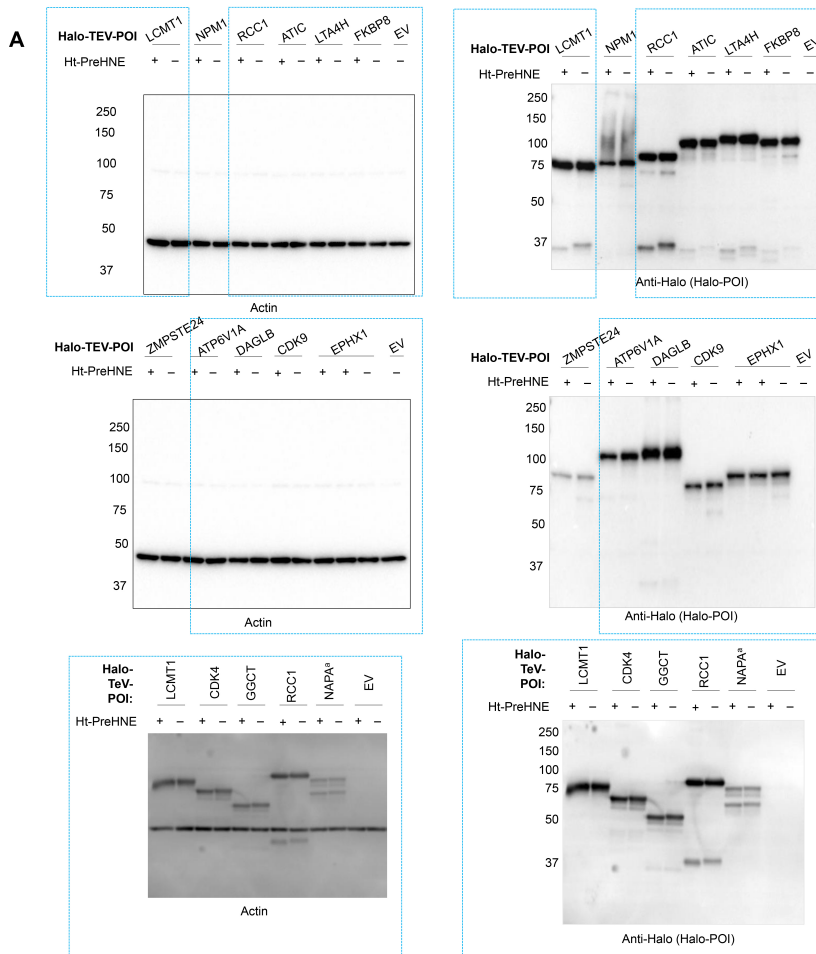 A
Halo-TEV-POI LCMT1 NPM1 RCC1 ATIC LTA4H FKBP8 EV
Ht-PreHNE + − + − + − + − + − + − −
250
150
100
75
50
37
Actin
Halo-TEV-POI LCMT1 NPM1 RCC1 ATIC LTA4H FKBP8 EV
Ht-PreHNE + − + − + − + − + − + − −
250
150
100
75
50
37
Anti-Halo (Halo-POI)
Halo-TEV-POI ZMPSTE24 ATP6V1A DAGLB CDK9 EPHX1 EV
Ht-PreHNE + − + − + − + − + + − −
250
150
100
75
50
37
Actin
Halo-TEV-POI ZMPSTE24 ATP6V1A DAGLB CDK9 EPHX1 EV
Ht-PreHNE + − + − + − + − + + − −
250
150
100
75
50
37
Anti-Halo (Halo-POI)
Halo-
TeV-
POI: LCMT1 CDK4 GGCT RCC1 NAPAª EV
Ht-PreHNE + − + − + − + − + − + −
Actin
Halo-
TeV-
POI: LCMT1 CDK4 GGCT RCC1 NAPAª EV
Ht-PreHNE + − + − + − + − + − + −
250
150
100
75
50
37
Anti-Halo (Halo-POI)